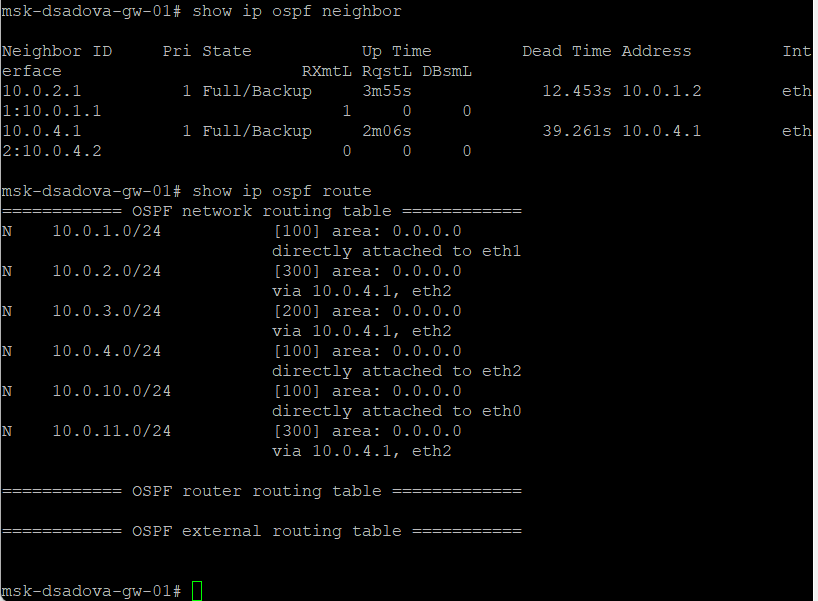 msk-dsadova-gw-01# show ip ospf neighbor
Neighbor ID     Pri State           Up Time         Dead Time Address         Int
erface                        RXmtL RqstL DBsmL
10.0.2.1          1 Full/Backup     3m55s             12.453s 10.0.1.2        eth
1:10.0.1.1                        1     0     0
10.0.4.1          1 Full/Backup     2m06s             39.261s 10.0.4.1        eth
2:10.0.4.2                        0     0     0
msk-dsadova-gw-01# show ip ospf route
============ OSPF network routing table ============
N    10.0.1.0/24           [100] area: 0.0.0.0
                           directly attached to eth1
N    10.0.2.0/24           [300] area: 0.0.0.0
                           via 10.0.4.1, eth2
N    10.0.3.0/24           [200] area: 0.0.0.0
                           via 10.0.4.1, eth2
N    10.0.4.0/24           [100] area: 0.0.0.0
                           directly attached to eth2
N    10.0.10.0/24          [100] area: 0.0.0.0
                           directly attached to eth0
N    10.0.11.0/24          [300] area: 0.0.0.0
                           via 10.0.4.1, eth2
============ OSPF router routing table =============
============ OSPF external routing table ===========
msk-dsadova-gw-01#